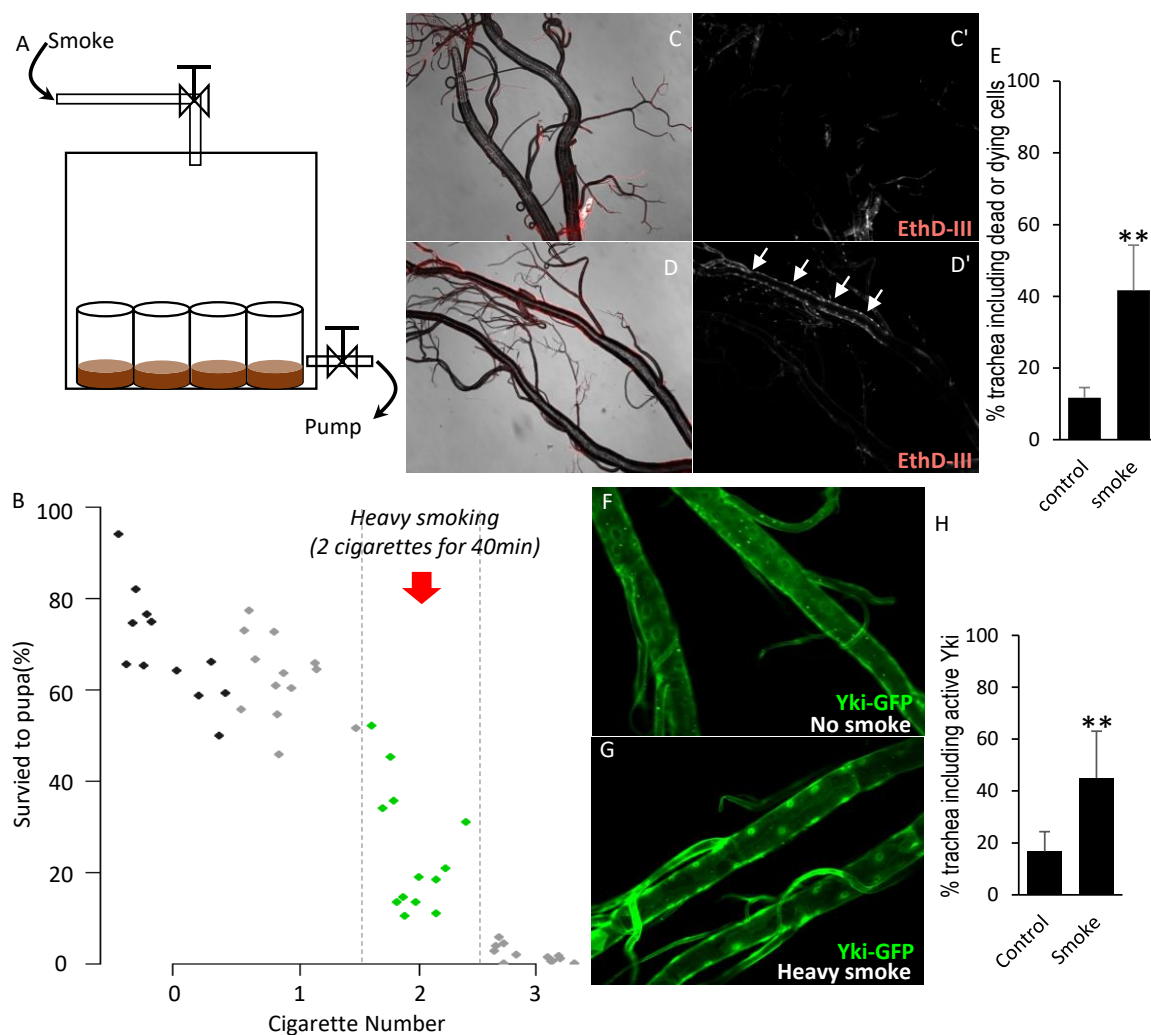 A
Smoke
Pump
C
C'
EthD-III
D
D'
EthD-III
E
% trachea including dead or dying cells
100
80
60
40
20
0
**
control
smoke
B
Survied to pupa(%)
100
80
60
40
20
0
Heavy smoking
(2 cigarettes for 40min)
0 1 2 3
Cigarette Number
F
Yki-GFP
No smoke
G
Yki-GFP
Heavy smoke
H
% trachea including active Yki
100
80
60
40
20
0
**
Control
Smoke